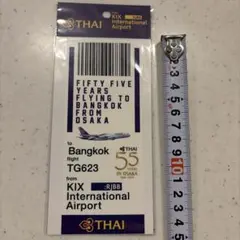 THAI
KIX
International
Airport
FIFTY FIVE
YEARS
FLYING TO
BANGKOK
FROM
OSAKA
to
Bangkok
flight
TG623
THAI
55
from
KIX
International
Airport
THAI
10